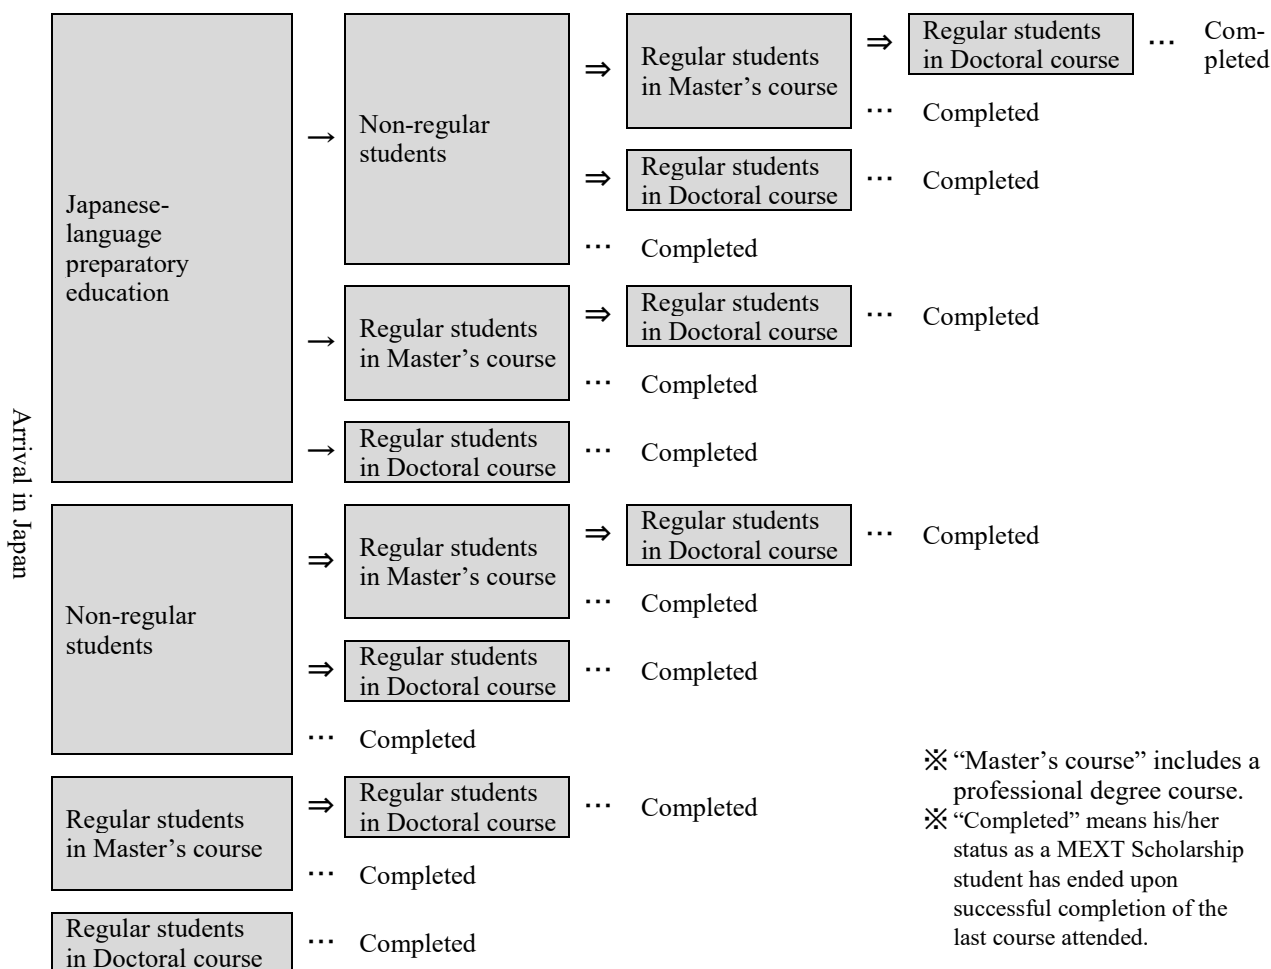 Arrival in Japan
Japanese-
language
preparatory
education
→
Non-regular
students
⇒
Regular students
in Master’s course
⇒
Regular students
in Doctoral course
…
Com-
pleted
… Completed
⇒
Regular students
in Doctoral course
… Completed
… Completed
→
Regular students
in Master’s course
⇒
Regular students
in Doctoral course
… Completed
… Completed
→
Regular students
in Doctoral course
… Completed
Non-regular
students
⇒
Regular students
in Master’s course
⇒
Regular students
in Doctoral course
… Completed
… Completed
⇒
Regular students
in Doctoral course
… Completed
… Completed
Regular students
in Master’s course
⇒
Regular students
in Doctoral course
… Completed
… Completed
Regular students
in Doctoral course
… Completed
※ “Master’s course” includes a
professional degree course.
※ “Completed” means his/her
status as a MEXT Scholarship
student has ended upon
successful completion of the
last course attended.